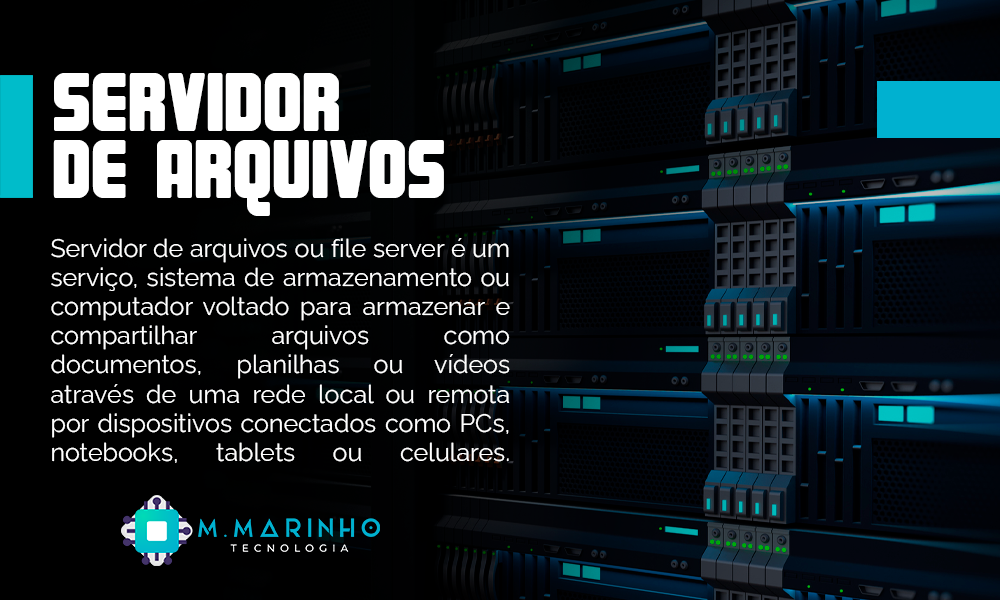 SERVIDOR
DE ARQUIVOS
Servidor de arquivos ou file server é um
serviço, sistema de armazenamento ou
computador voltado para armazenar e
compartilhar arquivos como
documentos, planilhas ou vídeos
através de uma rede local ou remota
por dispositivos conectados como PCs,
notebooks, tablets ou celulares.
M.MARINHO
TECNOLOGIA